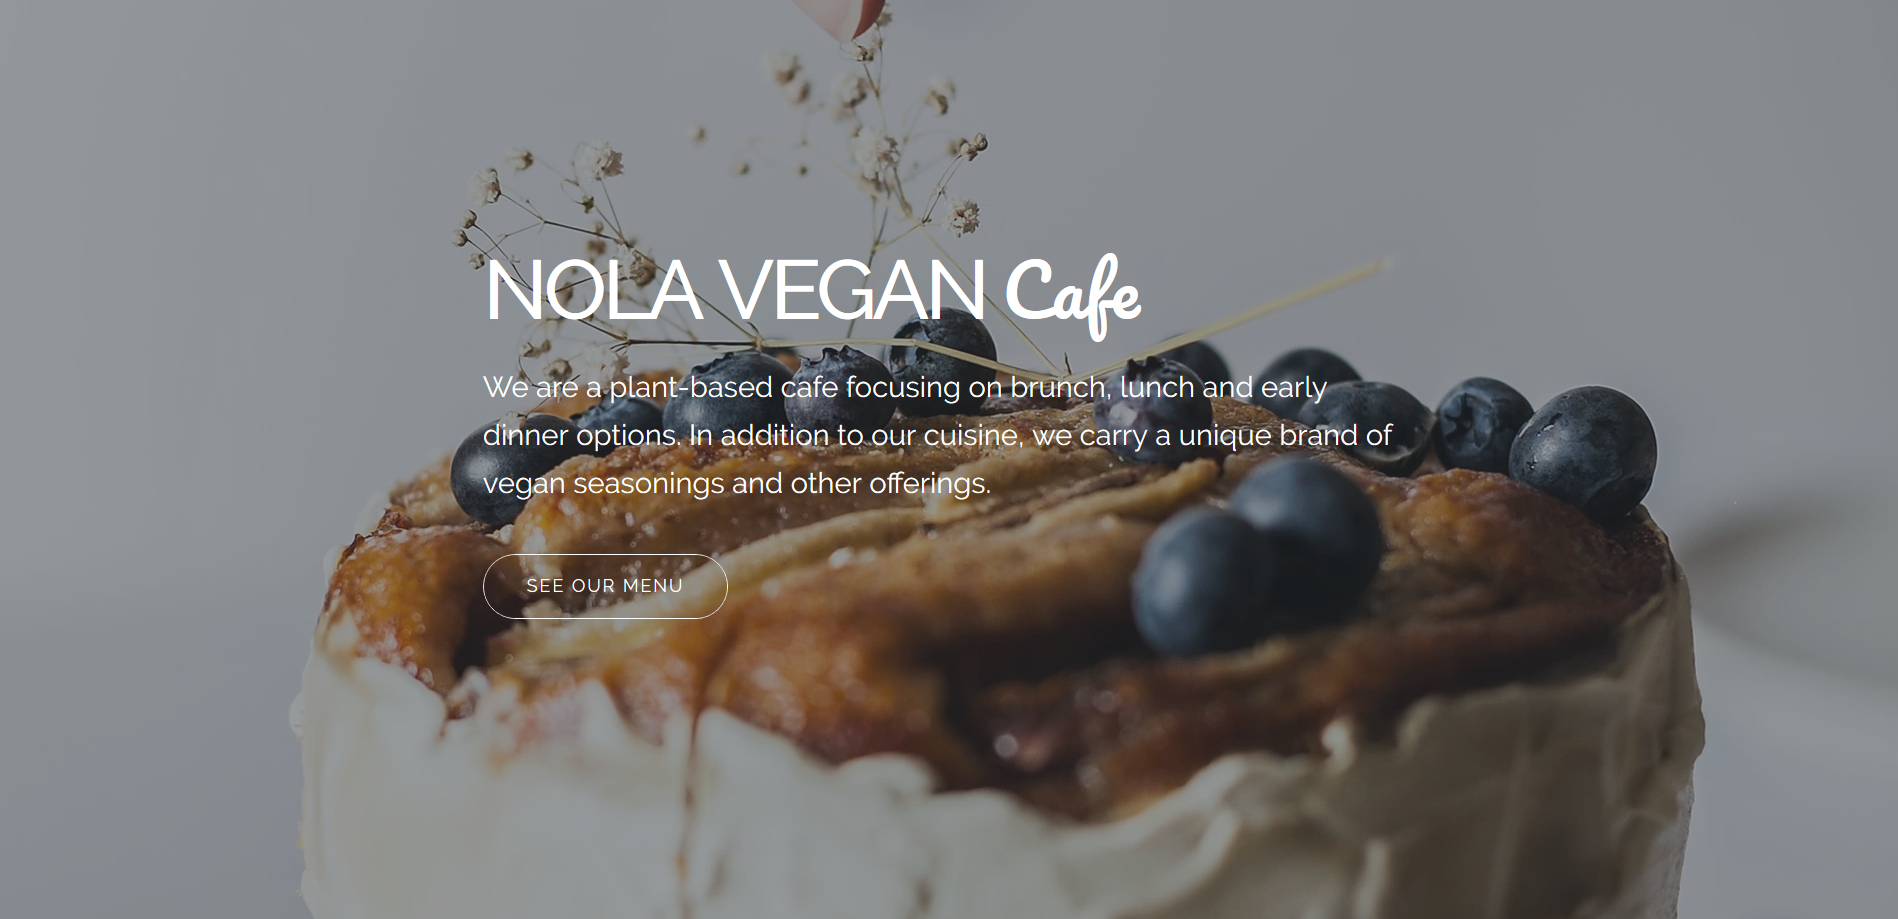 NOLA VEGAN Cafe
We are a plant-based cafe focusing on brunch, lunch and early
dinner options. In addition to our cuisine, we carry a unique brand of
vegan seasonings and other offerings.
SEE OUR MENU